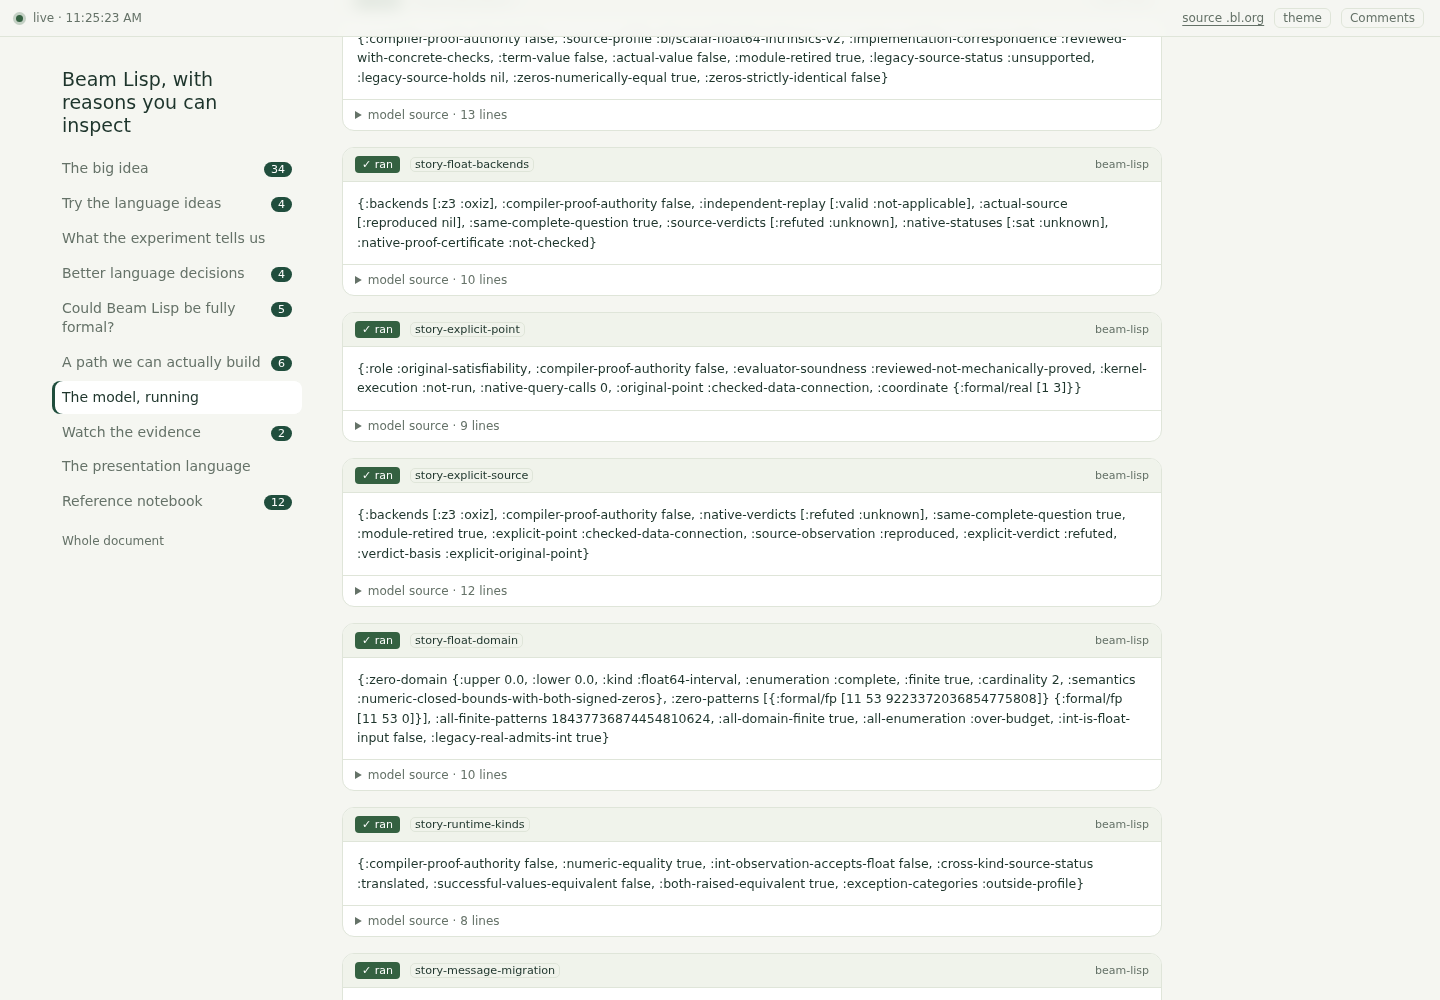 live · 11:25:23 AM
source .bl.org
theme
Comments
Beam Lisp, with
reasons you can
inspect
The big idea 34
Try the language ideas 4
What the experiment tells us
Better language decisions 4
Could Beam Lisp be fully 5
formal?
A path we can actually build 6
The model, running
Watch the evidence 2
The presentation language
Reference notebook 12
Whole document
{:compiler-proof-authority false, :source-profile :bl/scalar-float64-intrinsics-v2, :implementation-correspondence :reviewed-
with-concrete-checks, :term-value false, :actual-value false, :module-retired true, :legacy-source-status :unsupported,
:legacy-source-holds nil, :zeros-numerically-equal true, :zeros-strictly-identical false}
▶ model source · 13 lines
✓ ran story-float-backends beam-lisp
{:backends [:z3 :oxiz], :compiler-proof-authority false, :independent-replay [:valid :not-applicable], :actual-source
[:reproduced nil], :same-complete-question true, :source-verdicts [:refuted :unknown], :native-statuses [:sat :unknown],
:native-proof-certificate :not-checked}
▶ model source · 10 lines
✓ ran story-explicit-point beam-lisp
{:role :original-satisfiability, :compiler-proof-authority false, :evaluator-soundness :reviewed-not-mechanically-proved, :kernel-
execution :not-run, :native-query-calls 0, :original-point :checked-data-connection, :coordinate {:formal/real [1 3]}}
▶ model source · 9 lines
✓ ran story-explicit-source beam-lisp
{:backends [:z3 :oxiz], :compiler-proof-authority false, :native-verdicts [:refuted :unknown], :same-complete-question true,
:module-retired true, :explicit-point :checked-data-connection, :source-observation :reproduced, :explicit-verdict :refuted,
:verdict-basis :explicit-original-point}
▶ model source · 12 lines
✓ ran story-float-domain beam-lisp
{:zero-domain {:upper 0.0, :lower 0.0, :kind :float64-interval, :enumeration :complete, :finite true, :cardinality 2, :semantics
:numeric-closed-bounds-with-both-signed-zeros}, :zero-patterns [{:formal/fp [11 53 9223372036854775808]} {:formal/fp
[11 53 0]}], :all-finite-patterns 18437736874454810624, :all-domain-finite true, :all-enumeration :over-budget, :int-is-float-
input false, :legacy-real-admits-int true}
▶ model source · 10 lines
✓ ran story-runtime-kinds beam-lisp
{:compiler-proof-authority false, :numeric-equality true, :int-observation-accepts-float false, :cross-kind-source-status
:translated, :successful-values-equivalent false, :both-raised-equivalent true, :exception-categories :outside-profile}
▶ model source · 8 lines
✓ ran story-message-migration beam-lisp